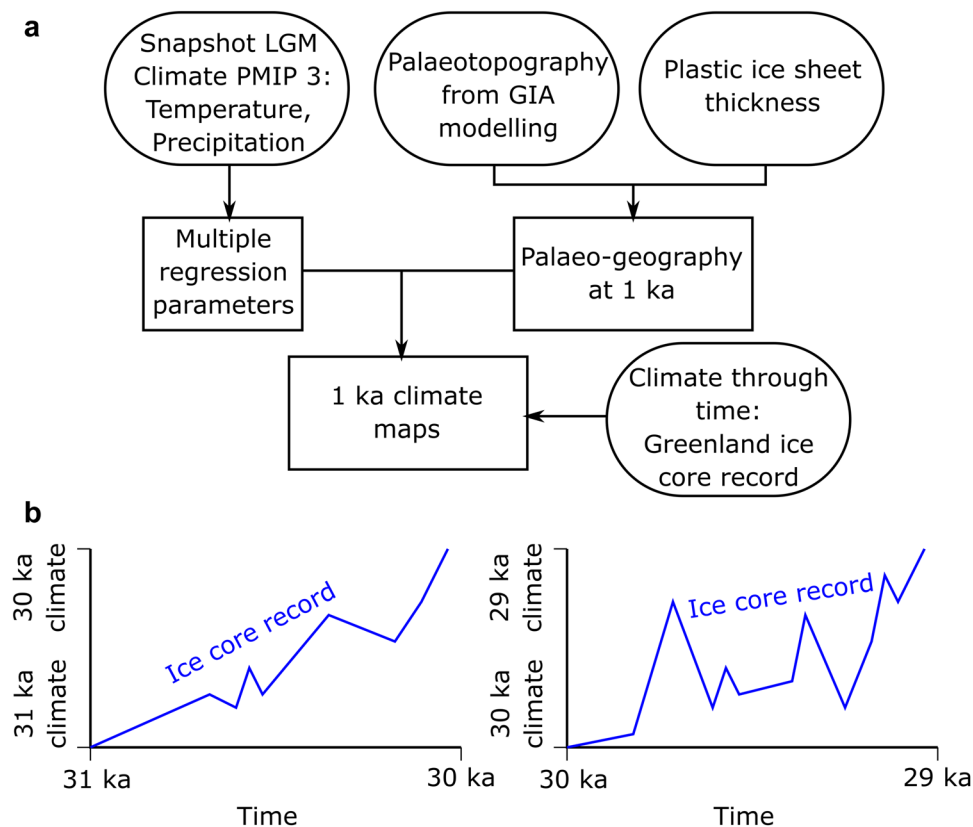 a
Snapshot LGM
Climate PMIP 3:
Temperature,
Precipitation
Palaeotopography
from GIA
modelling
Plastic ice sheet
thickness
Multiple
regression
parameters
Palaeo-geography
at 1 ka
1 ka climate
maps
Climate through
time:
Greenland ice
core record
b
30 ka
climate
31 ka
climate
Ice core record
31 ka
30 ka
Time
29 ka
climate
30 ka
climate
Ice core record
30 ka
29 ka
Time